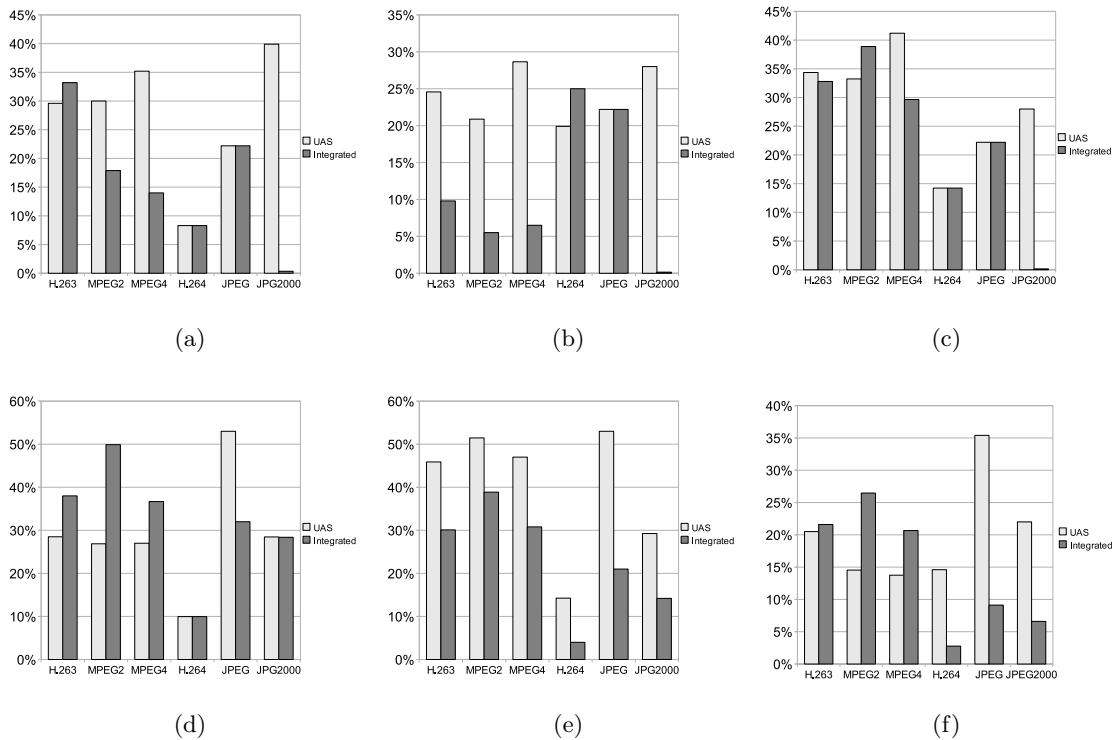 45%
40%
35%
30%
25%
20%
15%
10%
5%
0%
H.263 MPEG2 MPEG4 H.264 JPEG JPG2000
UAS
Integrated
(a)
35%
30%
25%
20%
15%
10%
5%
0%
H.263 MPEG2 MPEG4 H.264 JPEG JPG2000
UAS
Integrated
(b)
45%
40%
35%
30%
25%
20%
15%
10%
5%
0%
H.263 MPEG2 MPEG4 H.264 JPEG JPG2000
UAS
Integrated
(c)
60%
50%
40%
30%
20%
10%
0%
H.263 MPEG2 MPEG4 H.264 JPEG JPG2000
UAS
Integrated
(d)
60%
50%
40%
30%
20%
10%
0%
H.263 MPEG2 MPEG4 H.264 JPEG JPG2000
UAS
Integrated
(e)
40%
35%
30%
25%
20%
15%
10%
5%
0%
H.263 MPEG2 MPEG4 H.264 JPEG JPEG2000
UAS
Integrated
(f)